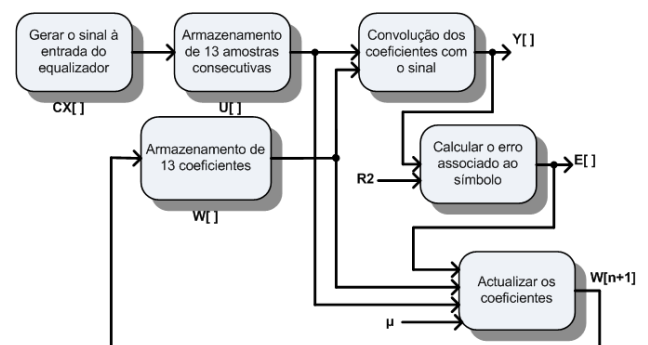 Gerar o sinal à
entrada do
equalizador
CX[ ]
Armazenamento
de 13 amostras
consecutivas
U[ ]
Convolução dos
coeficientes com
o sinal
Y[ ]
Armazenamento de
13 coeficientes
W[ ]
Calcular o erro
associado ao
símbolo
R2
E[ ]
Actualizar os
coeficientes
W[n+1]
μ